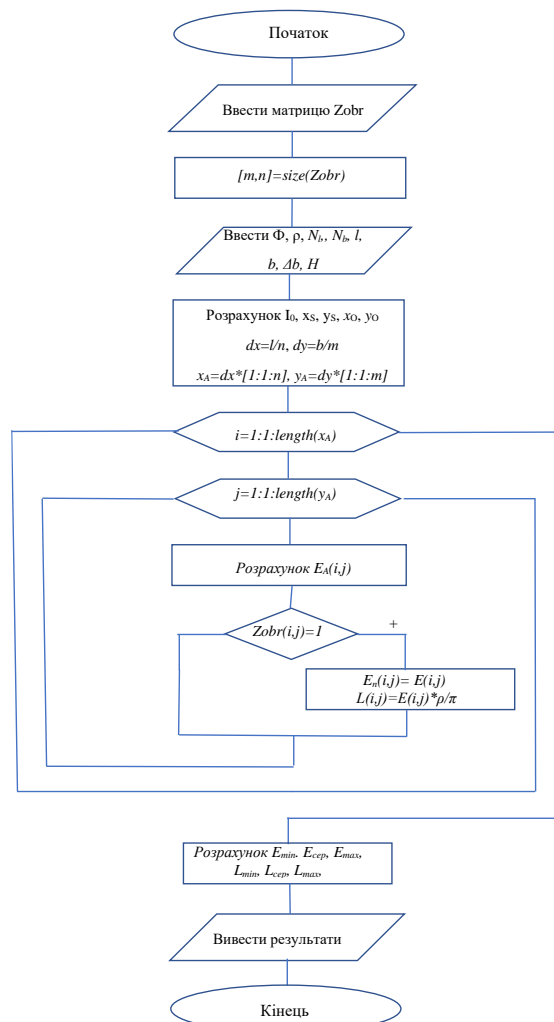 Початок
Ввести матрицю Zobr
[m,n]=size(Zobr)
Ввести Ф, ρ, Nl,, Nb, l,
b, Δb, H
Розрахунок I0, xS, yS, xO, yO
dx=l/n, dy=b/m
xA=dx*[1:1:n], yA=dy*[1:1:m]
i=1:1:length(xA)
j=1:1:length(yA)
Розрахунок EA(i,j)
Zobr(i,j)=1
+
En(i,j)= E(i,j)
L(i,j)=E(i,j)*ρ/π
Розрахунок Emin, Eсер, Emax,
Lmin, Lсер, Lmax,
Вивести результати
Кінець